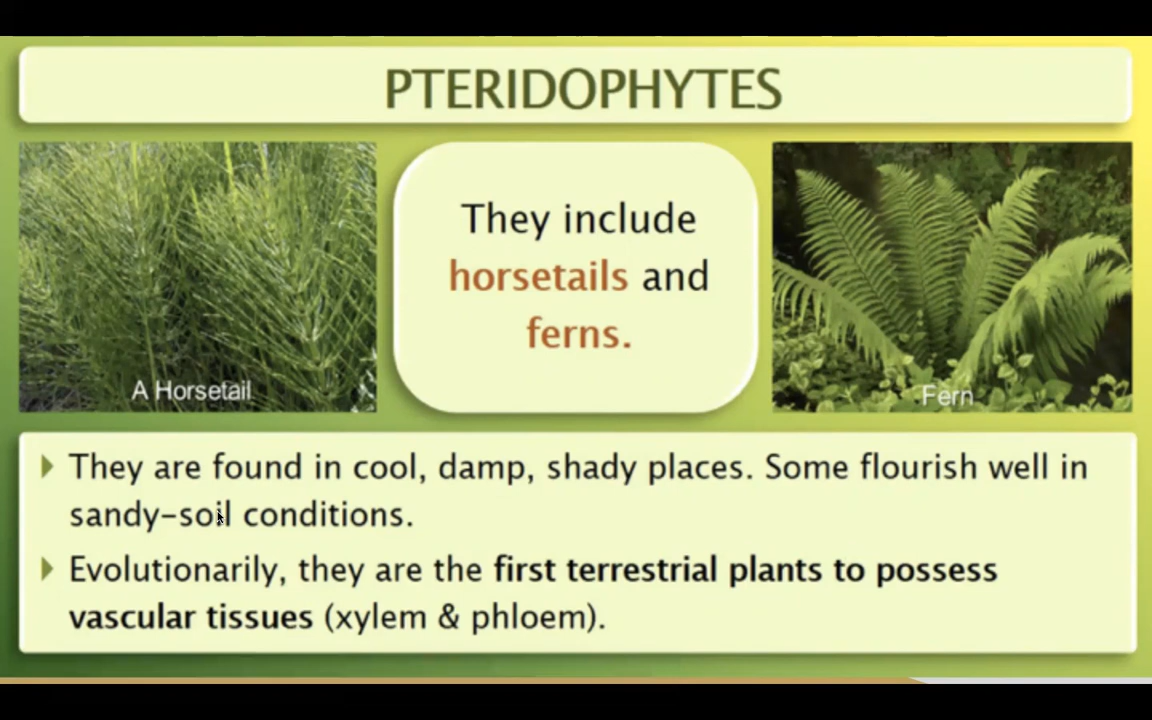 PTERIDOPHYTES
They include
horsetails and
ferns.
A Horsetail
Fern
They are found in cool, damp, shady places. Some flourish well in
sandy-soil conditions.
Evolutionarily, they are the first terrestrial plants to possess
vascular tissues (xylem & phloem).